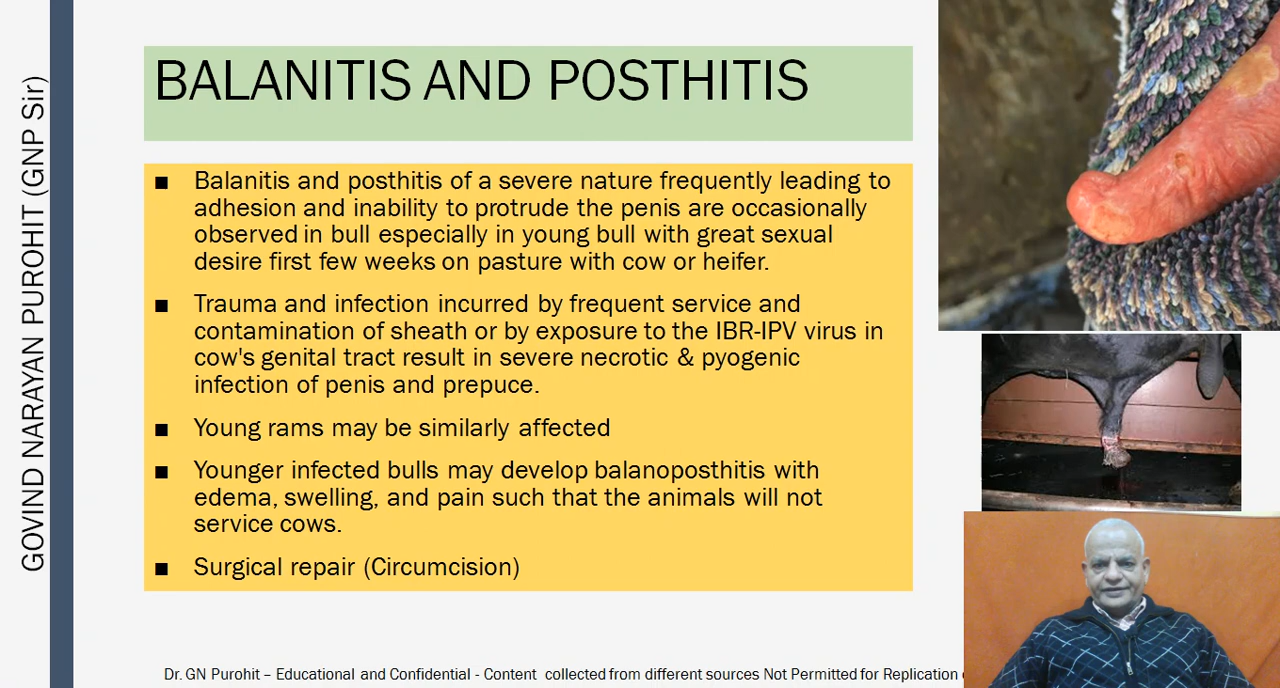 GOVIND NARAYAN PUROHIT (GNP Sir)
BALANITIS AND POSTHITIS
■ Balanitis and posthitis of a severe nature frequently leading to
adhesion and inability to protrude the penis are occasionally
observed in bull especially in young bull with great sexual
desire first few weeks on pasture with cow or heifer.
■ Trauma and infection incurred by frequent service and
contamination of sheath or by exposure to the IBR-IPV virus in
cow's genital tract result in severe necrotic & pyogenic
infection of penis and prepuce.
■ Young rams may be similarly affected
■ Younger infected bulls may develop balanoposthitis with
edema, swelling, and pain such that the animals will not
service cows.
■ Surgical repair (Circumcision)
Dr. GN Purohit – Educational and Confidential - Content collected from different sources Not Permitted for Replication